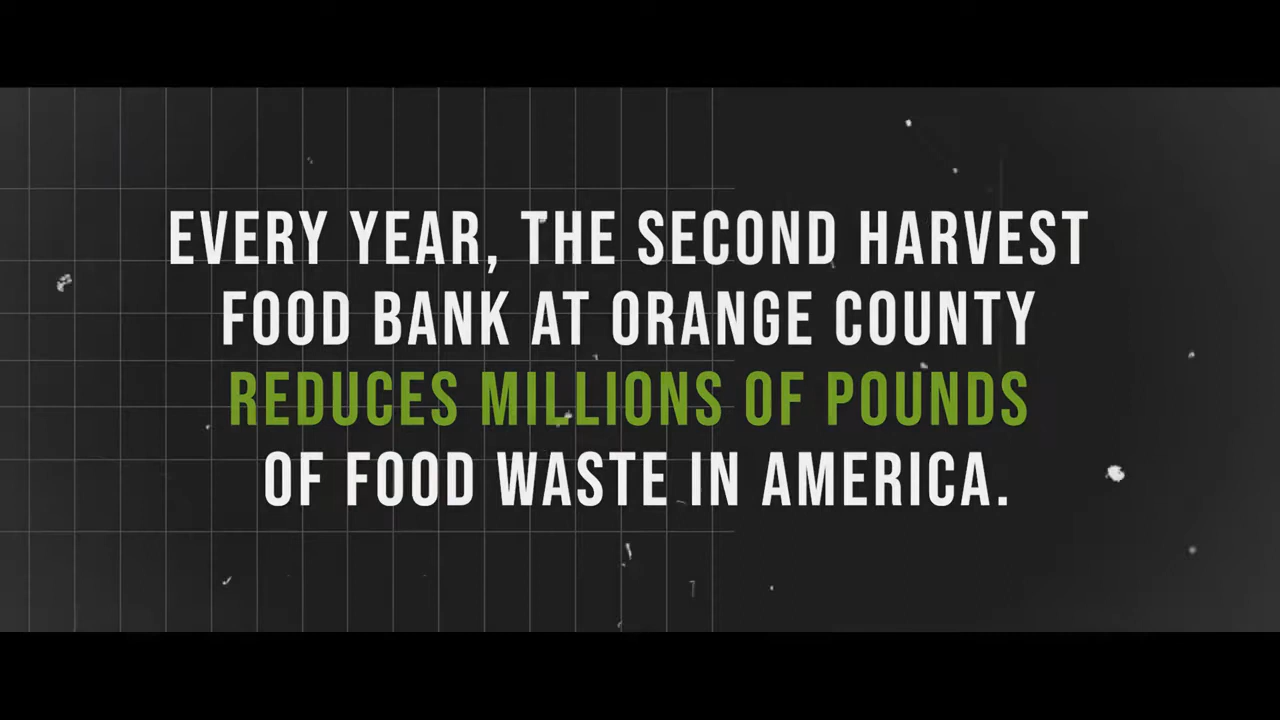 EVERY YEAR, THE SECOND HARVEST
FOOD BANK AT ORANGE COUNTY
REDUCES MILLIONS OF POUNDS
OF FOOD WASTE IN AMERICA.